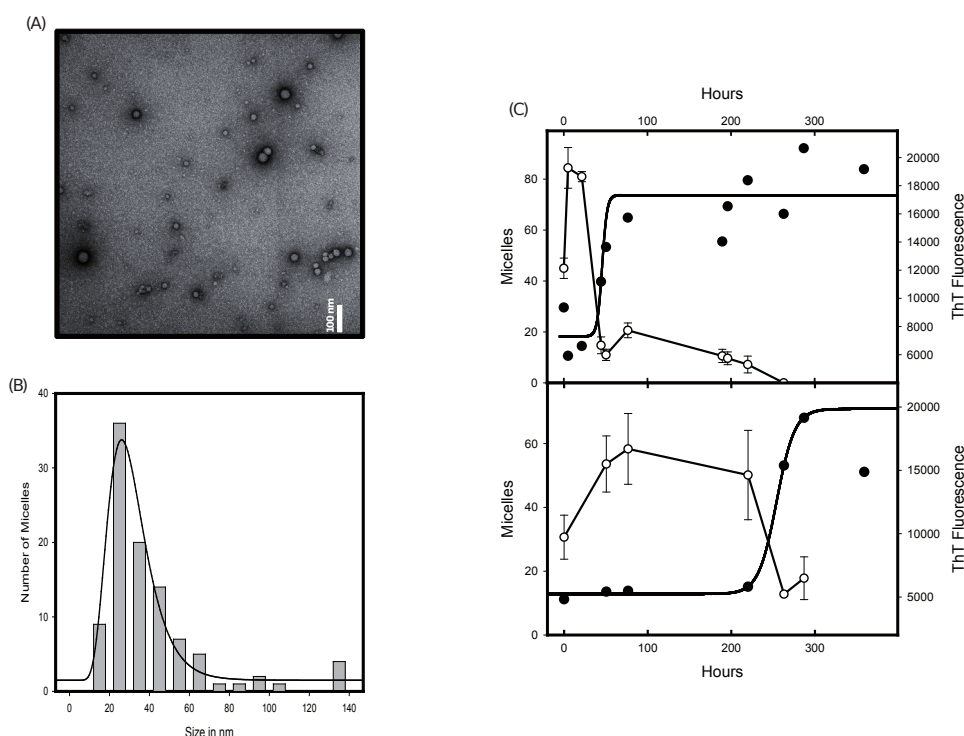 (A)
100 nm
(B)
40
30
20
10
0
Number of Micelles
0 20 40 60 80 100 120 140
Size in nm
(C)
Hours
0 100 200 300
80
60
40
20
0
Micelles
20000
18000
16000
14000
12000
10000
8000
6000
ThT Fluorescence
60
40
20
0
Micelles
20000
15000
10000
5000
ThT Fluorescence
0 100 200 300
Hours